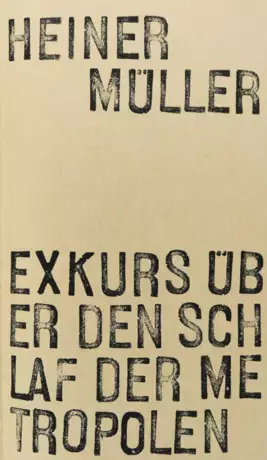 HEINER
MÜLLER
EXKURS ÜB
ER DEN SCH
LAF DER ME
TROPOLEN